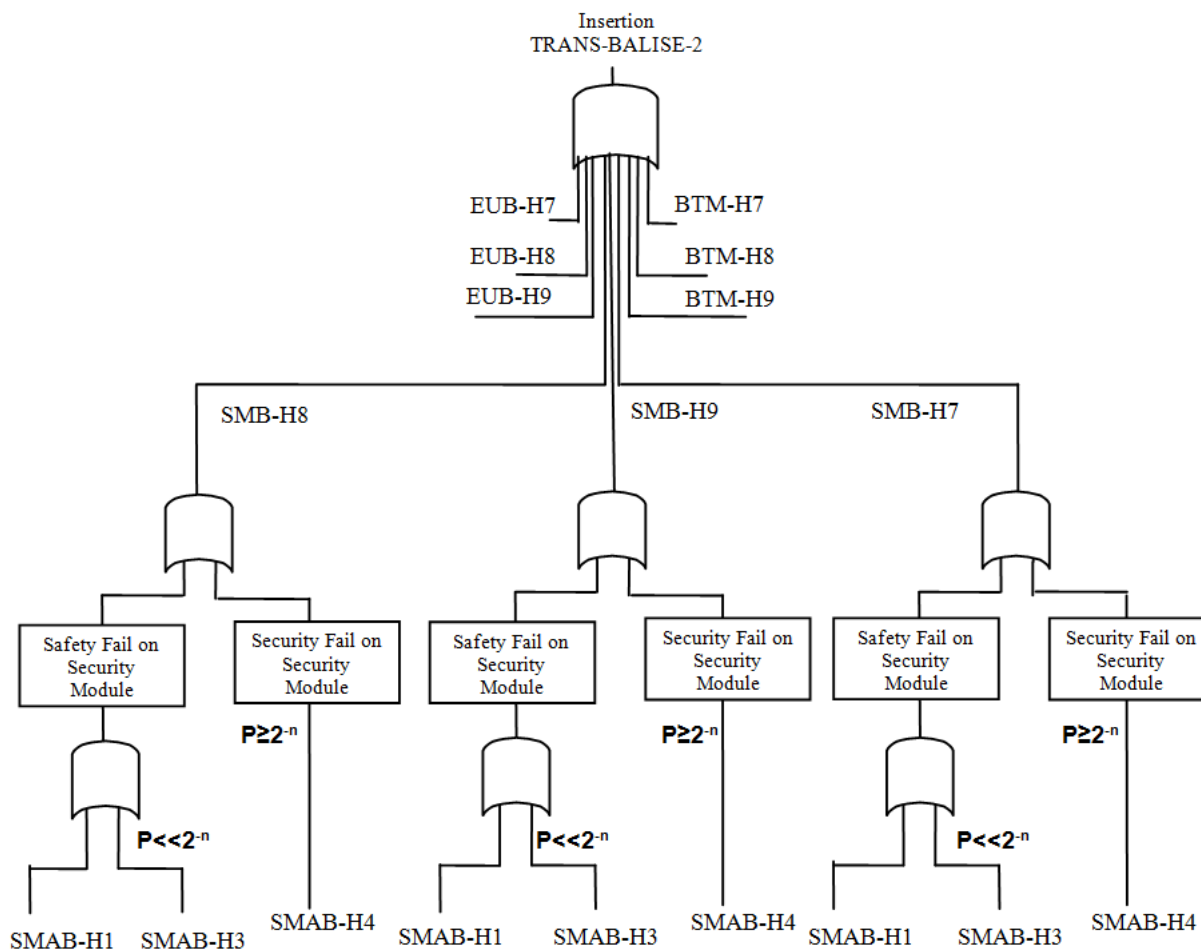 Insertion
TRANS-BALISE-2
EUB-H7
BTM-H7
EUB-H8
BTM-H8
EUB-H9
BTM-H9
SMB-H8
SMB-H9
SMB-H7
Safety Fail on
Security
Module
Security Fail on
Security
Module
Safety Fail on
Security
Module
Security Fail on
Security
Module
Safety Fail on
Security
Module
Security Fail on
Security
Module
P≥2⁻ⁿ
P≥2⁻ⁿ
P≥2⁻ⁿ
P<<2⁻ⁿ
P<<2⁻ⁿ
P<<2⁻ⁿ
SMAB-H1
SMAB-H3
SMAB-H4
SMAB-H1
SMAB-H3
SMAB-H4
SMAB-H1
SMAB-H3
SMAB-H4